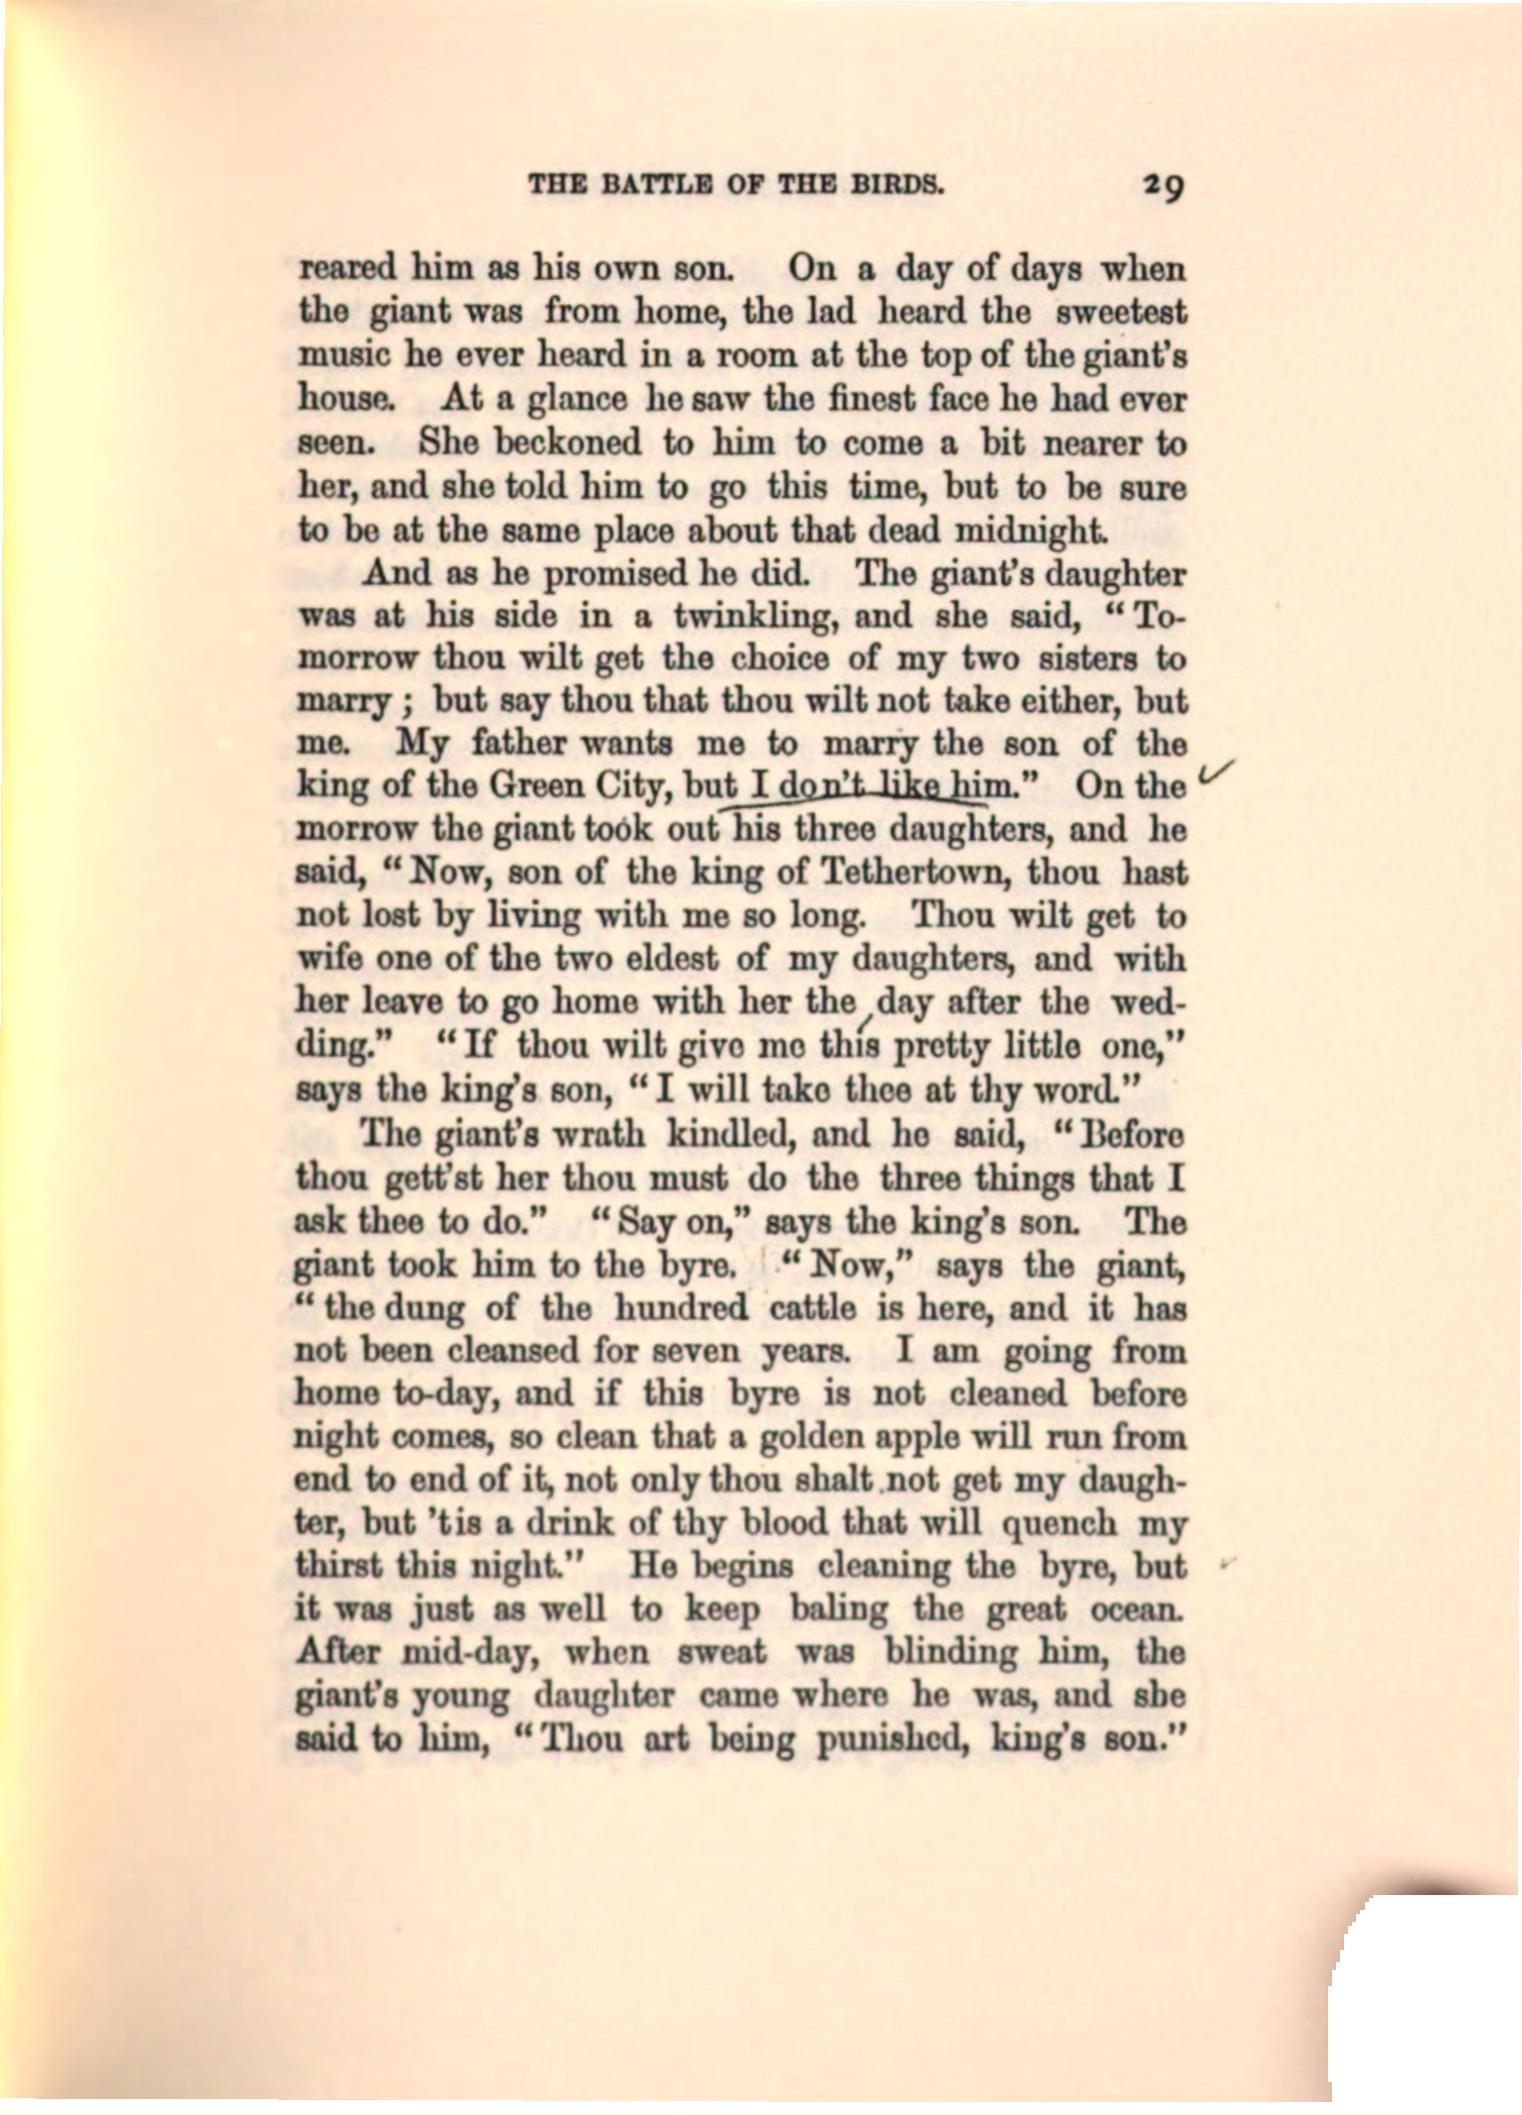 THE BATTLE OF THE BIRDS. 29
reared him as his own son. On a day of days when
the giant was from home, the lad heard the sweetest
music he ever heard in a room at the top of the giant's
house. At a glance he saw the finest face he had ever
seen. She beckoned to him to come a bit nearer to
her, and she told him to go this time, but to be sure
to be at the same place about that dead midnight.
And as he promised he did. The giant's daughter
was at his side in a twinkling, and she said, "To-
morrow thou wilt get the choice of my two sisters to
marry; but say thou that thou wilt not take either, but
me. My father wants me to marry the son of the
king of the Green City, but I don't like him." On the
morrow the giant took out his three daughters, and he
said, "Now, son of the king of Tethertown, thou hast
not lost by living with me so long. Thou wilt get to
wife one of the two eldest of my daughters, and with
her leave to go home with her the day after the wed-
ding." "If thou wilt give me this pretty little one,"
says the king's son, "I will take thee at thy word."
The giant's wrath kindled, and he said, "Before
thou gett'st her thou must do the three things that I
ask thee to do." "Say on," says the king's son. The
giant took him to the byre. "Now," says the giant,
"the dung of the hundred cattle is here, and it has
not been cleansed for seven years. I am going from
home to-day, and if this byre is not cleaned before
night comes, so clean that a golden apple will run from
end to end of it, not only thou shalt not get my daugh-
ter, but 'tis a drink of thy blood that will quench my
thirst this night." He begins cleaning the byre, but
it was just as well to keep baling the great ocean.
After mid-day, when sweat was blinding him, the
giant's young daughter came where he was, and she
said to him, "Thou art being punished, king's son."